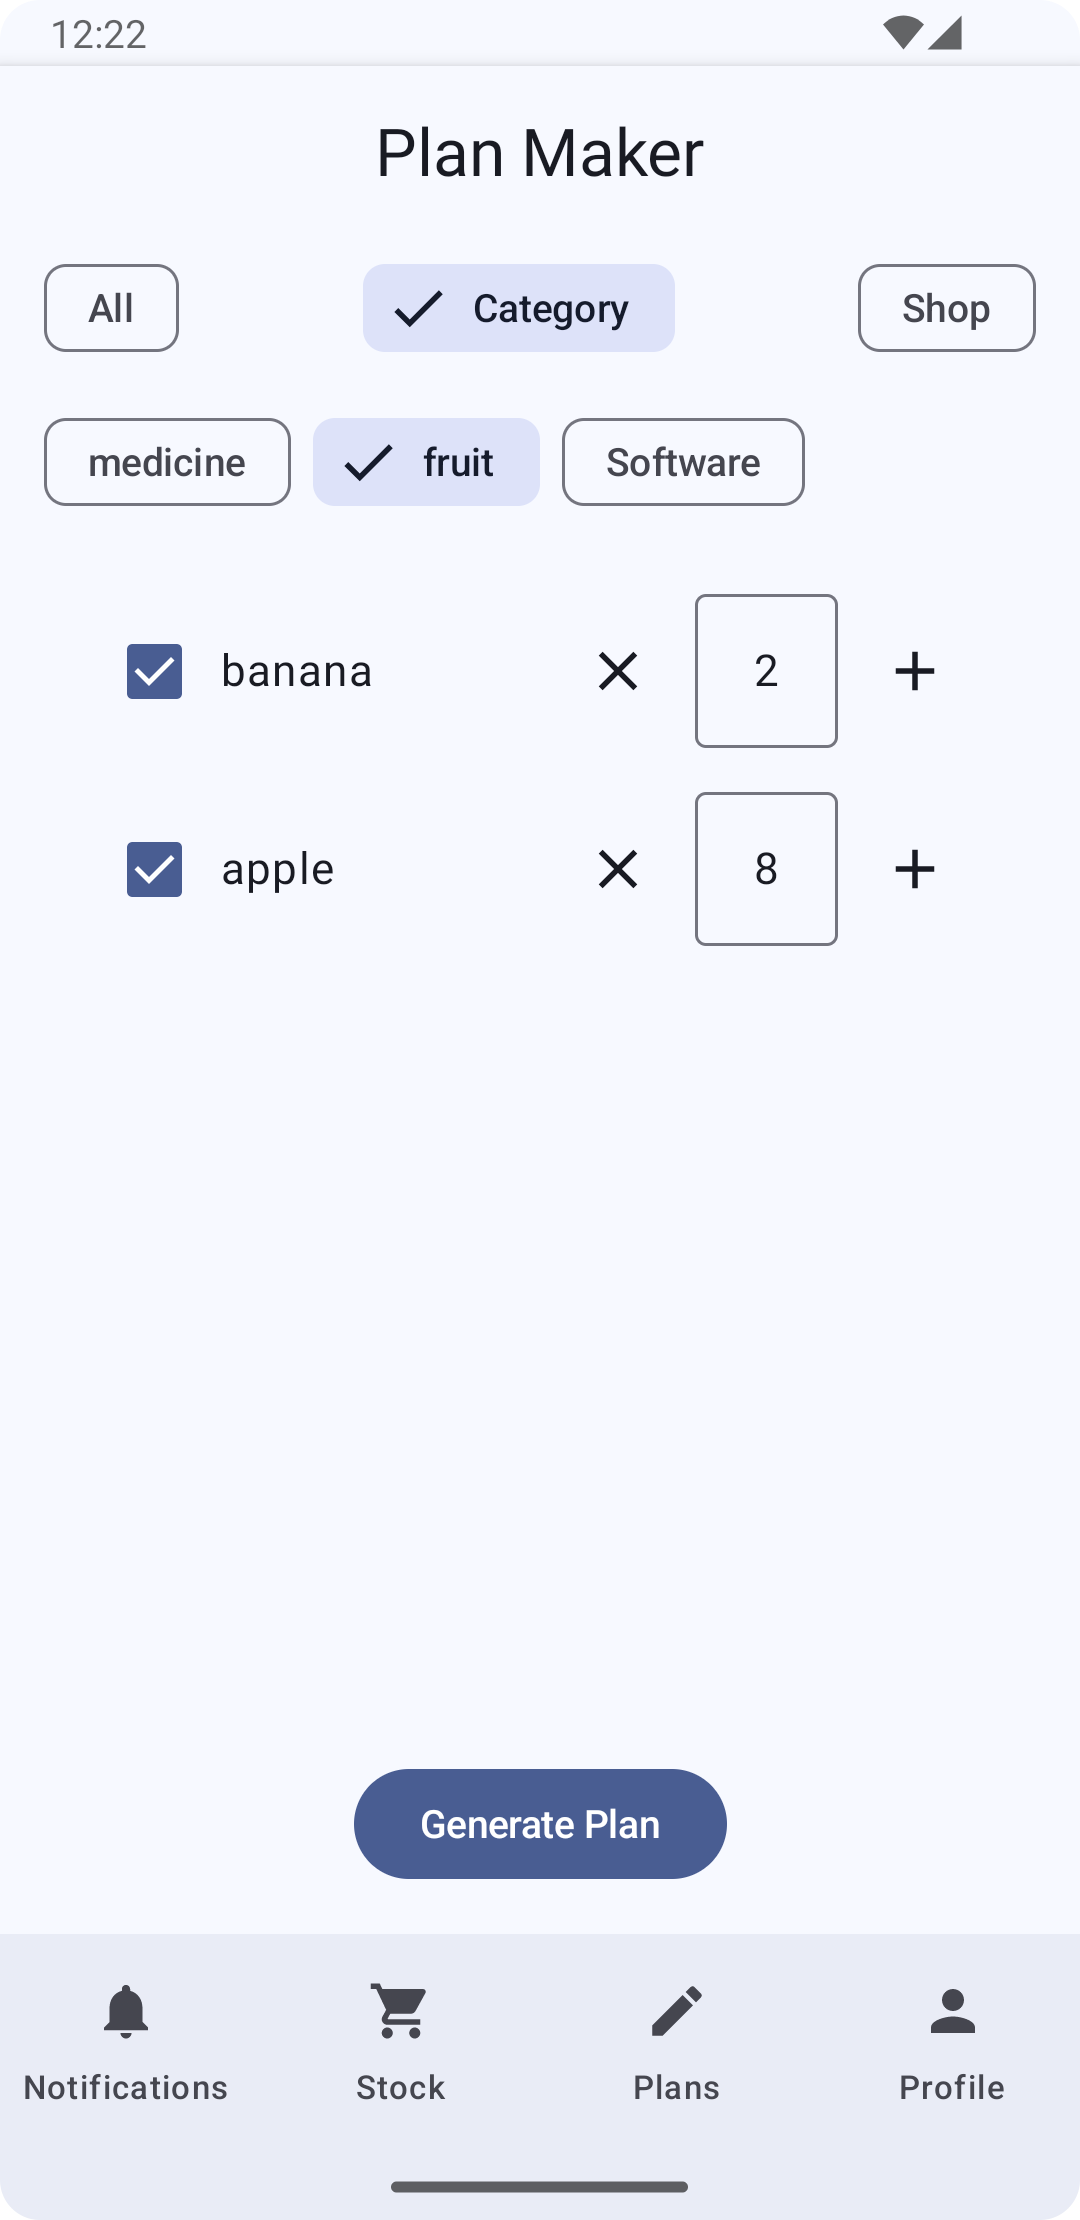 12:22
Plan Maker
All
Category
Shop
medicine
fruit
Software
banana
2
apple
8
Generate Plan
Notifications
Stock
Plans
Profile